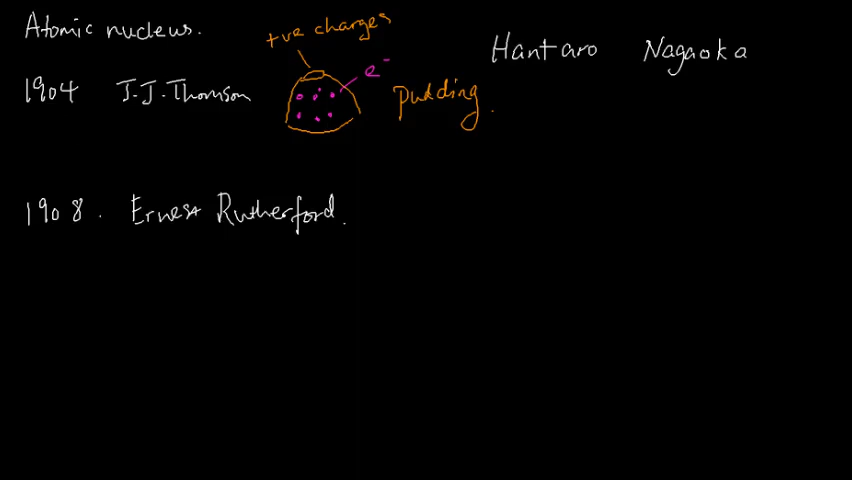 Atomic nucleus.
+ve charges
Hantaro Nagaoka
e⁻
1904 J.J. Thomson
Pudding.
1908. Ernest Rutherford.